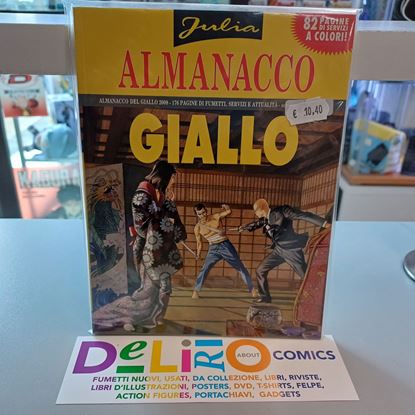 Julia
82 PAGINE
DI SERVIZI
A COLORI!
ALMANACCO
ALMANACCO DEL GIALLO 2009 - 176 PAGINE DI FUMETTI, SERVIZI E ATTUALITÀ
€ 10,40
GIALLO
DeLiRiO
ABOUT
COMICS
FUMETTI NUOVI, USATI, DA COLLEZIONE, LIBRI, RIVISTE,
LIBRI D'ILLUSTRAZIONI, POSTERS, DVD, T-SHIRTS, FELPE,
ACTION FIGURES, PORTACHIAVI, GADGETS